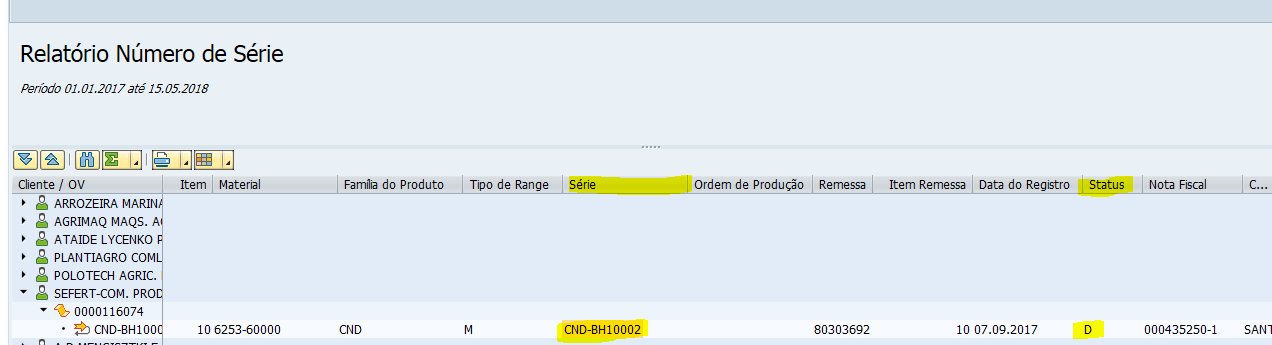 Relatório Número de Série
Período 01.01.2017 até 15.05.2018
Cliente / OV Item Material Família do Produto Tipo de Range Série Ordem de Produção Remessa Item Remessa Data do Registro Status Nota Fiscal C...
ARROZEIRA MARINA
AGRIMAQ MAQS. AG
ATAIDE LYCENKO P
PLANTIAGRO COML
POLOTECH AGRIC.
SEFERT-COM. PROD
0000116074
CND-BH1000 10 6253-60000 CND M CND-BH10002 80303692 10 07.09.2017 D 000435250-1 SANT